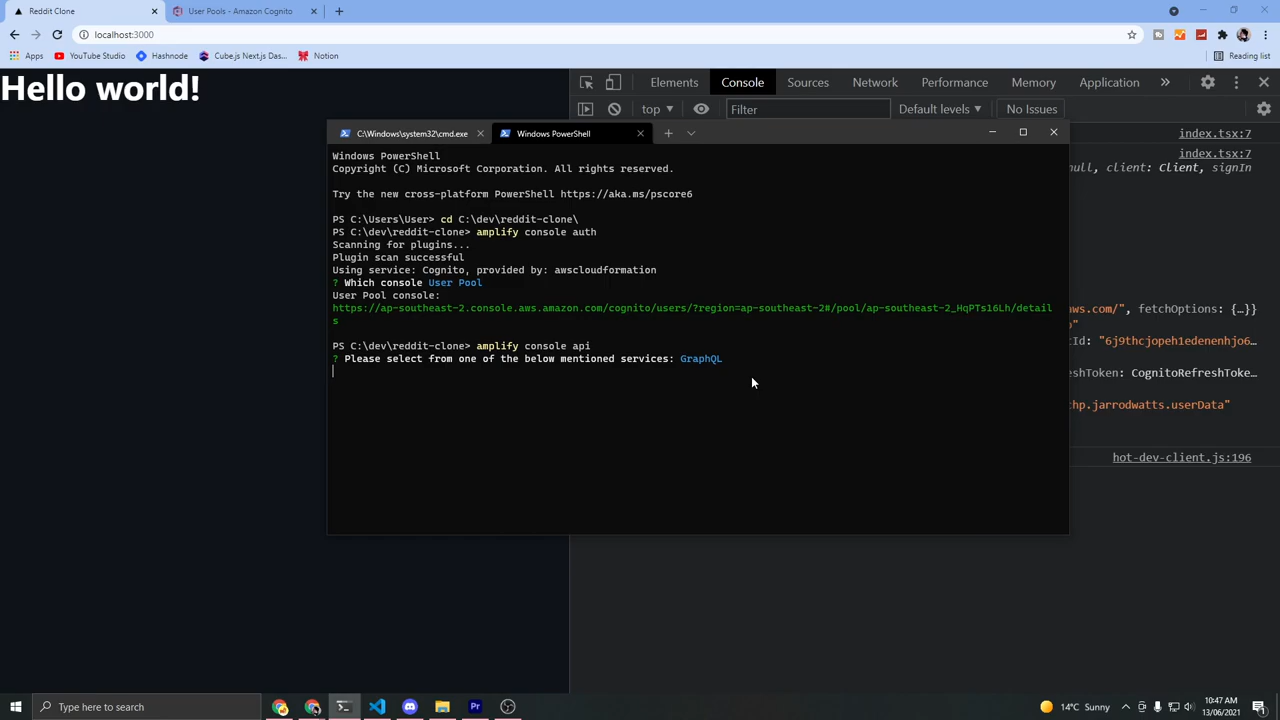 Reddit Clone
User Pools - Amazon Cognito
localhost:3000
Apps
YouTube Studio
Hashnode
Cube.js Next.js Das...
Notion
Reading list
Hello world!
Elements
Console
Sources
Network
Performance
Memory
Application
top
Filter
Default levels
No Issues
index.tsx:7
index.tsx:7
null, client: Client, signIn
aws.com/", fetchOptions: {…}}
tId: "6j9thcjopeh1edenenhjo6…
eshToken: CognitoRefreshToke…
thp.jarrodwatts.userData"
hot-dev-client.js:196
C:\Windows\system32\cmd.exe
Windows PowerShell
Windows PowerShell
Copyright (C) Microsoft Corporation. All rights reserved.
Try the new cross-platform PowerShell https://aka.ms/pscore6
PS C:\Users\User> cd C:\dev\reddit-clone\
PS C:\dev\reddit-clone> amplify console auth
Scanning for plugins...
Plugin scan successful
Using service: Cognito, provided by: awscloudformation
? Which console User Pool
User Pool console:
https://ap-southeast-2.console.aws.amazon.com/cognito/users/?region=ap-southeast-2#/pool/ap-southeast-2_HqPTs16Lh/detail
s
PS C:\dev\reddit-clone> amplify console api
? Please select from one of the below mentioned services: GraphQL
Type here to search
Pr
14°C Sunny
10:47 AM
13/06/2021